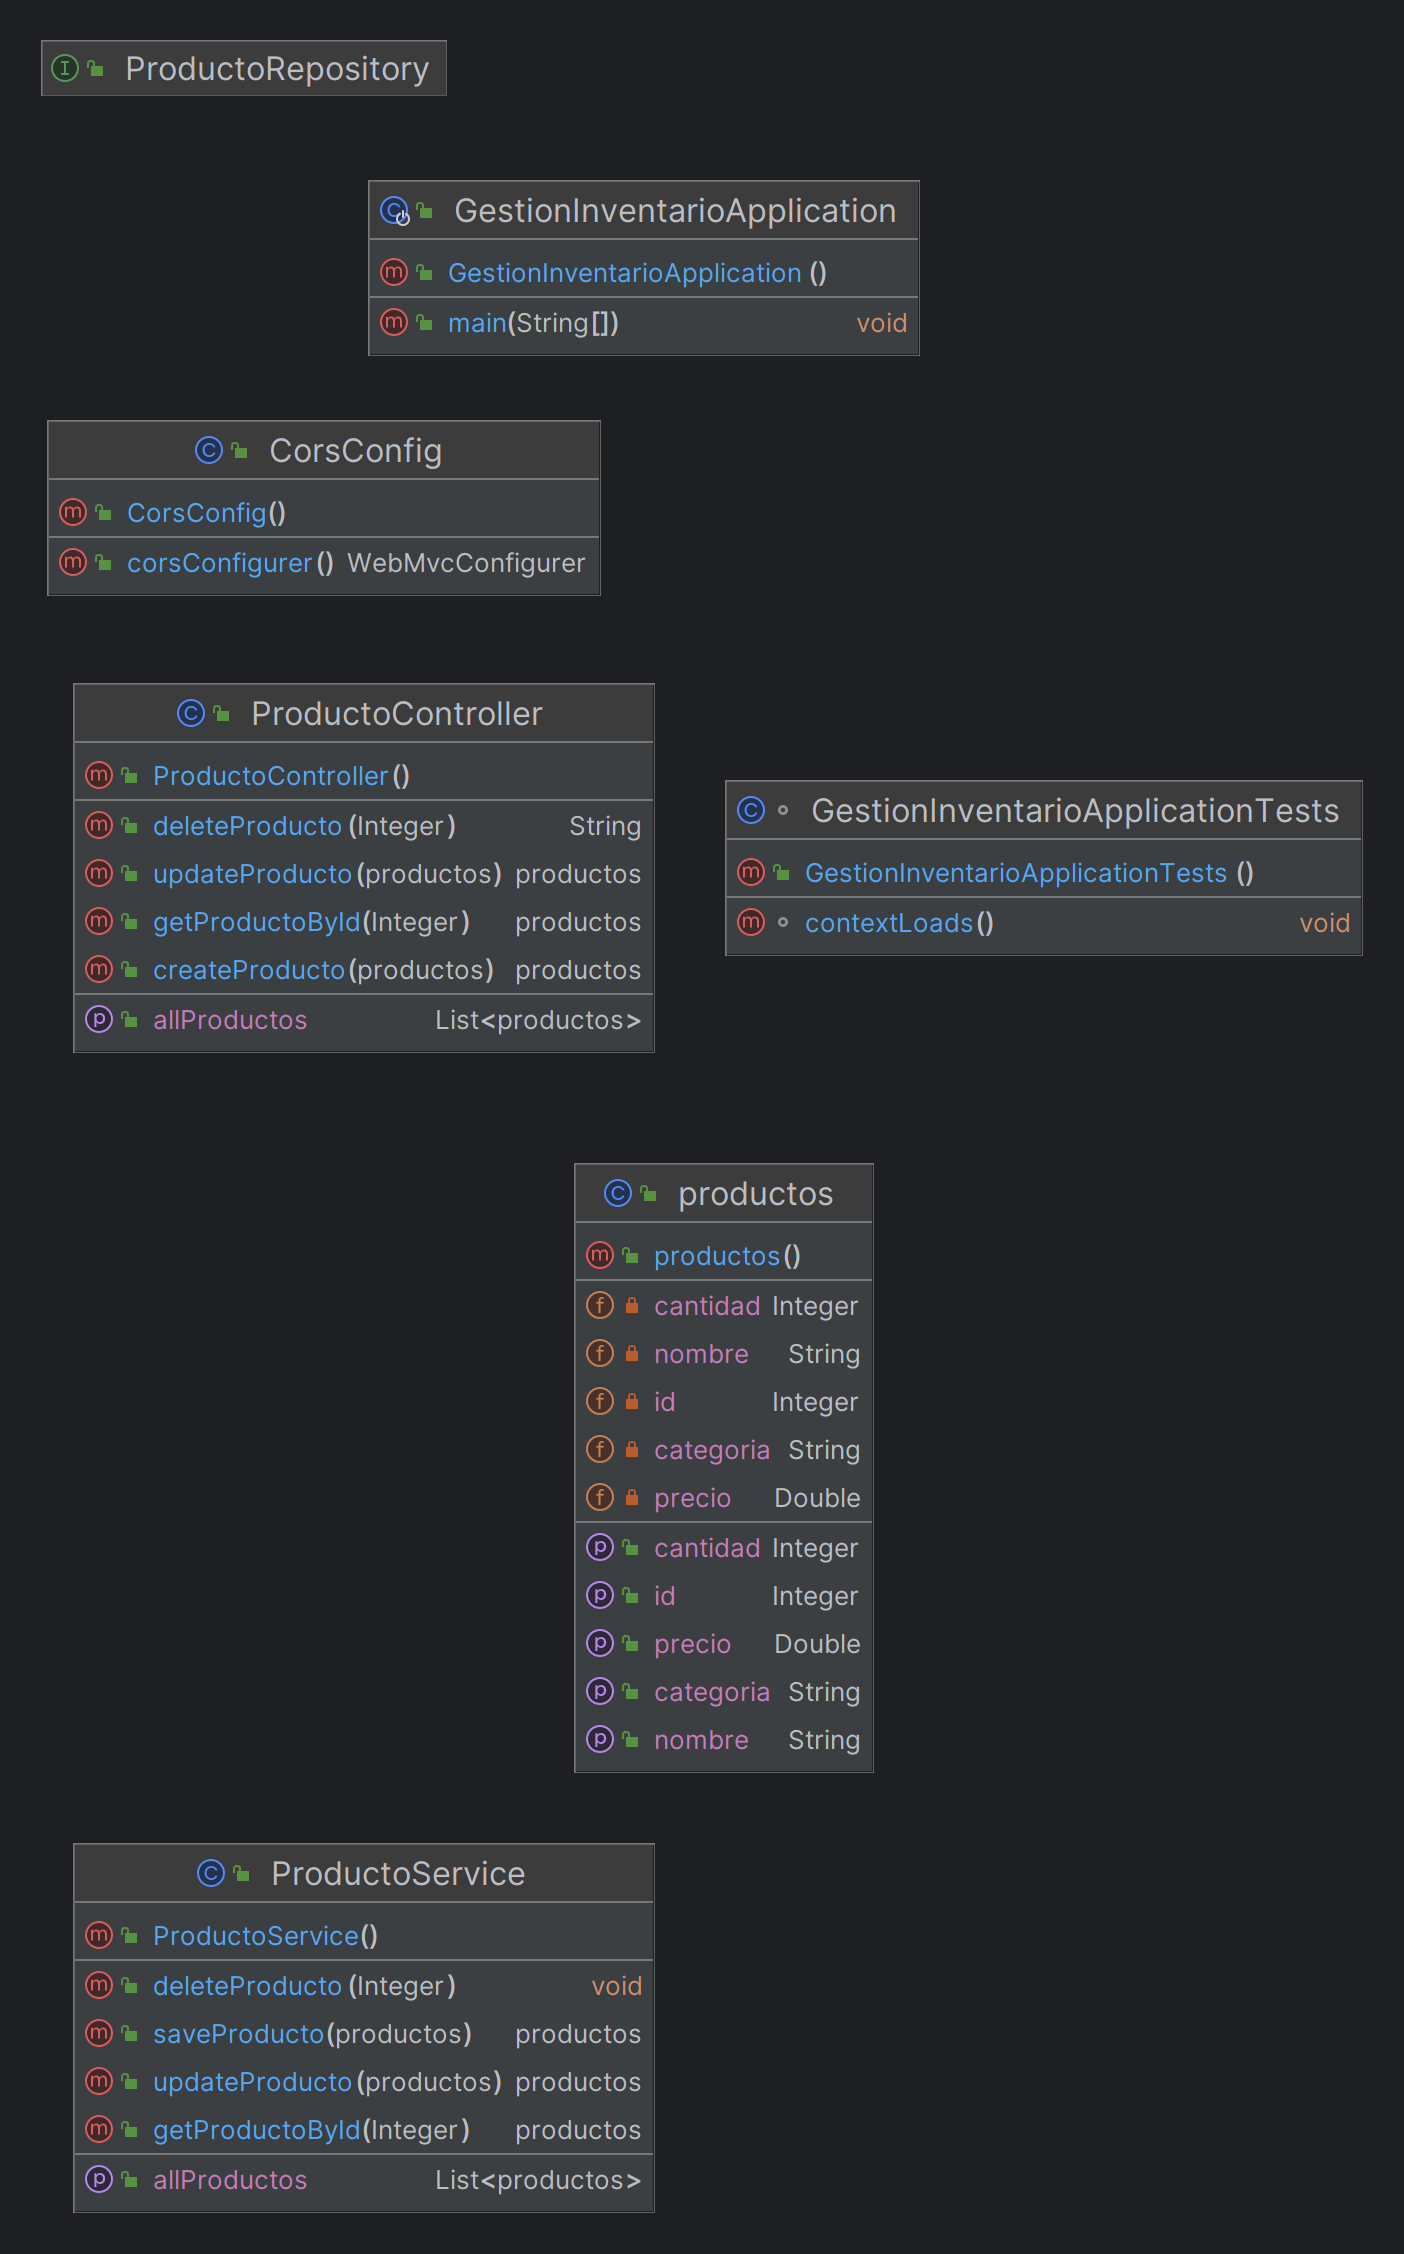 ProductoRepository
GestionInventarioApplication
GestionInventarioApplication ()
main(String[]) void
CorsConfig
CorsConfig()
corsConfigurer() WebMvcConfigurer
ProductoController
ProductoController()
deleteProducto(Integer) String
updateProducto(productos) productos
getProductoById(Integer) productos
createProducto(productos) productos
allProductos List<productos>
GestionInventarioApplicationTests
GestionInventarioApplicationTests ()
contextLoads() void
productos
productos()
cantidad Integer
nombre String
id Integer
categoria String
precio Double
cantidad Integer
id Integer
precio Double
categoria String
nombre String
ProductoService
ProductoService()
deleteProducto(Integer) void
saveProducto(productos) productos
updateProducto(productos) productos
getProductoById(Integer) productos
allProductos List<productos>